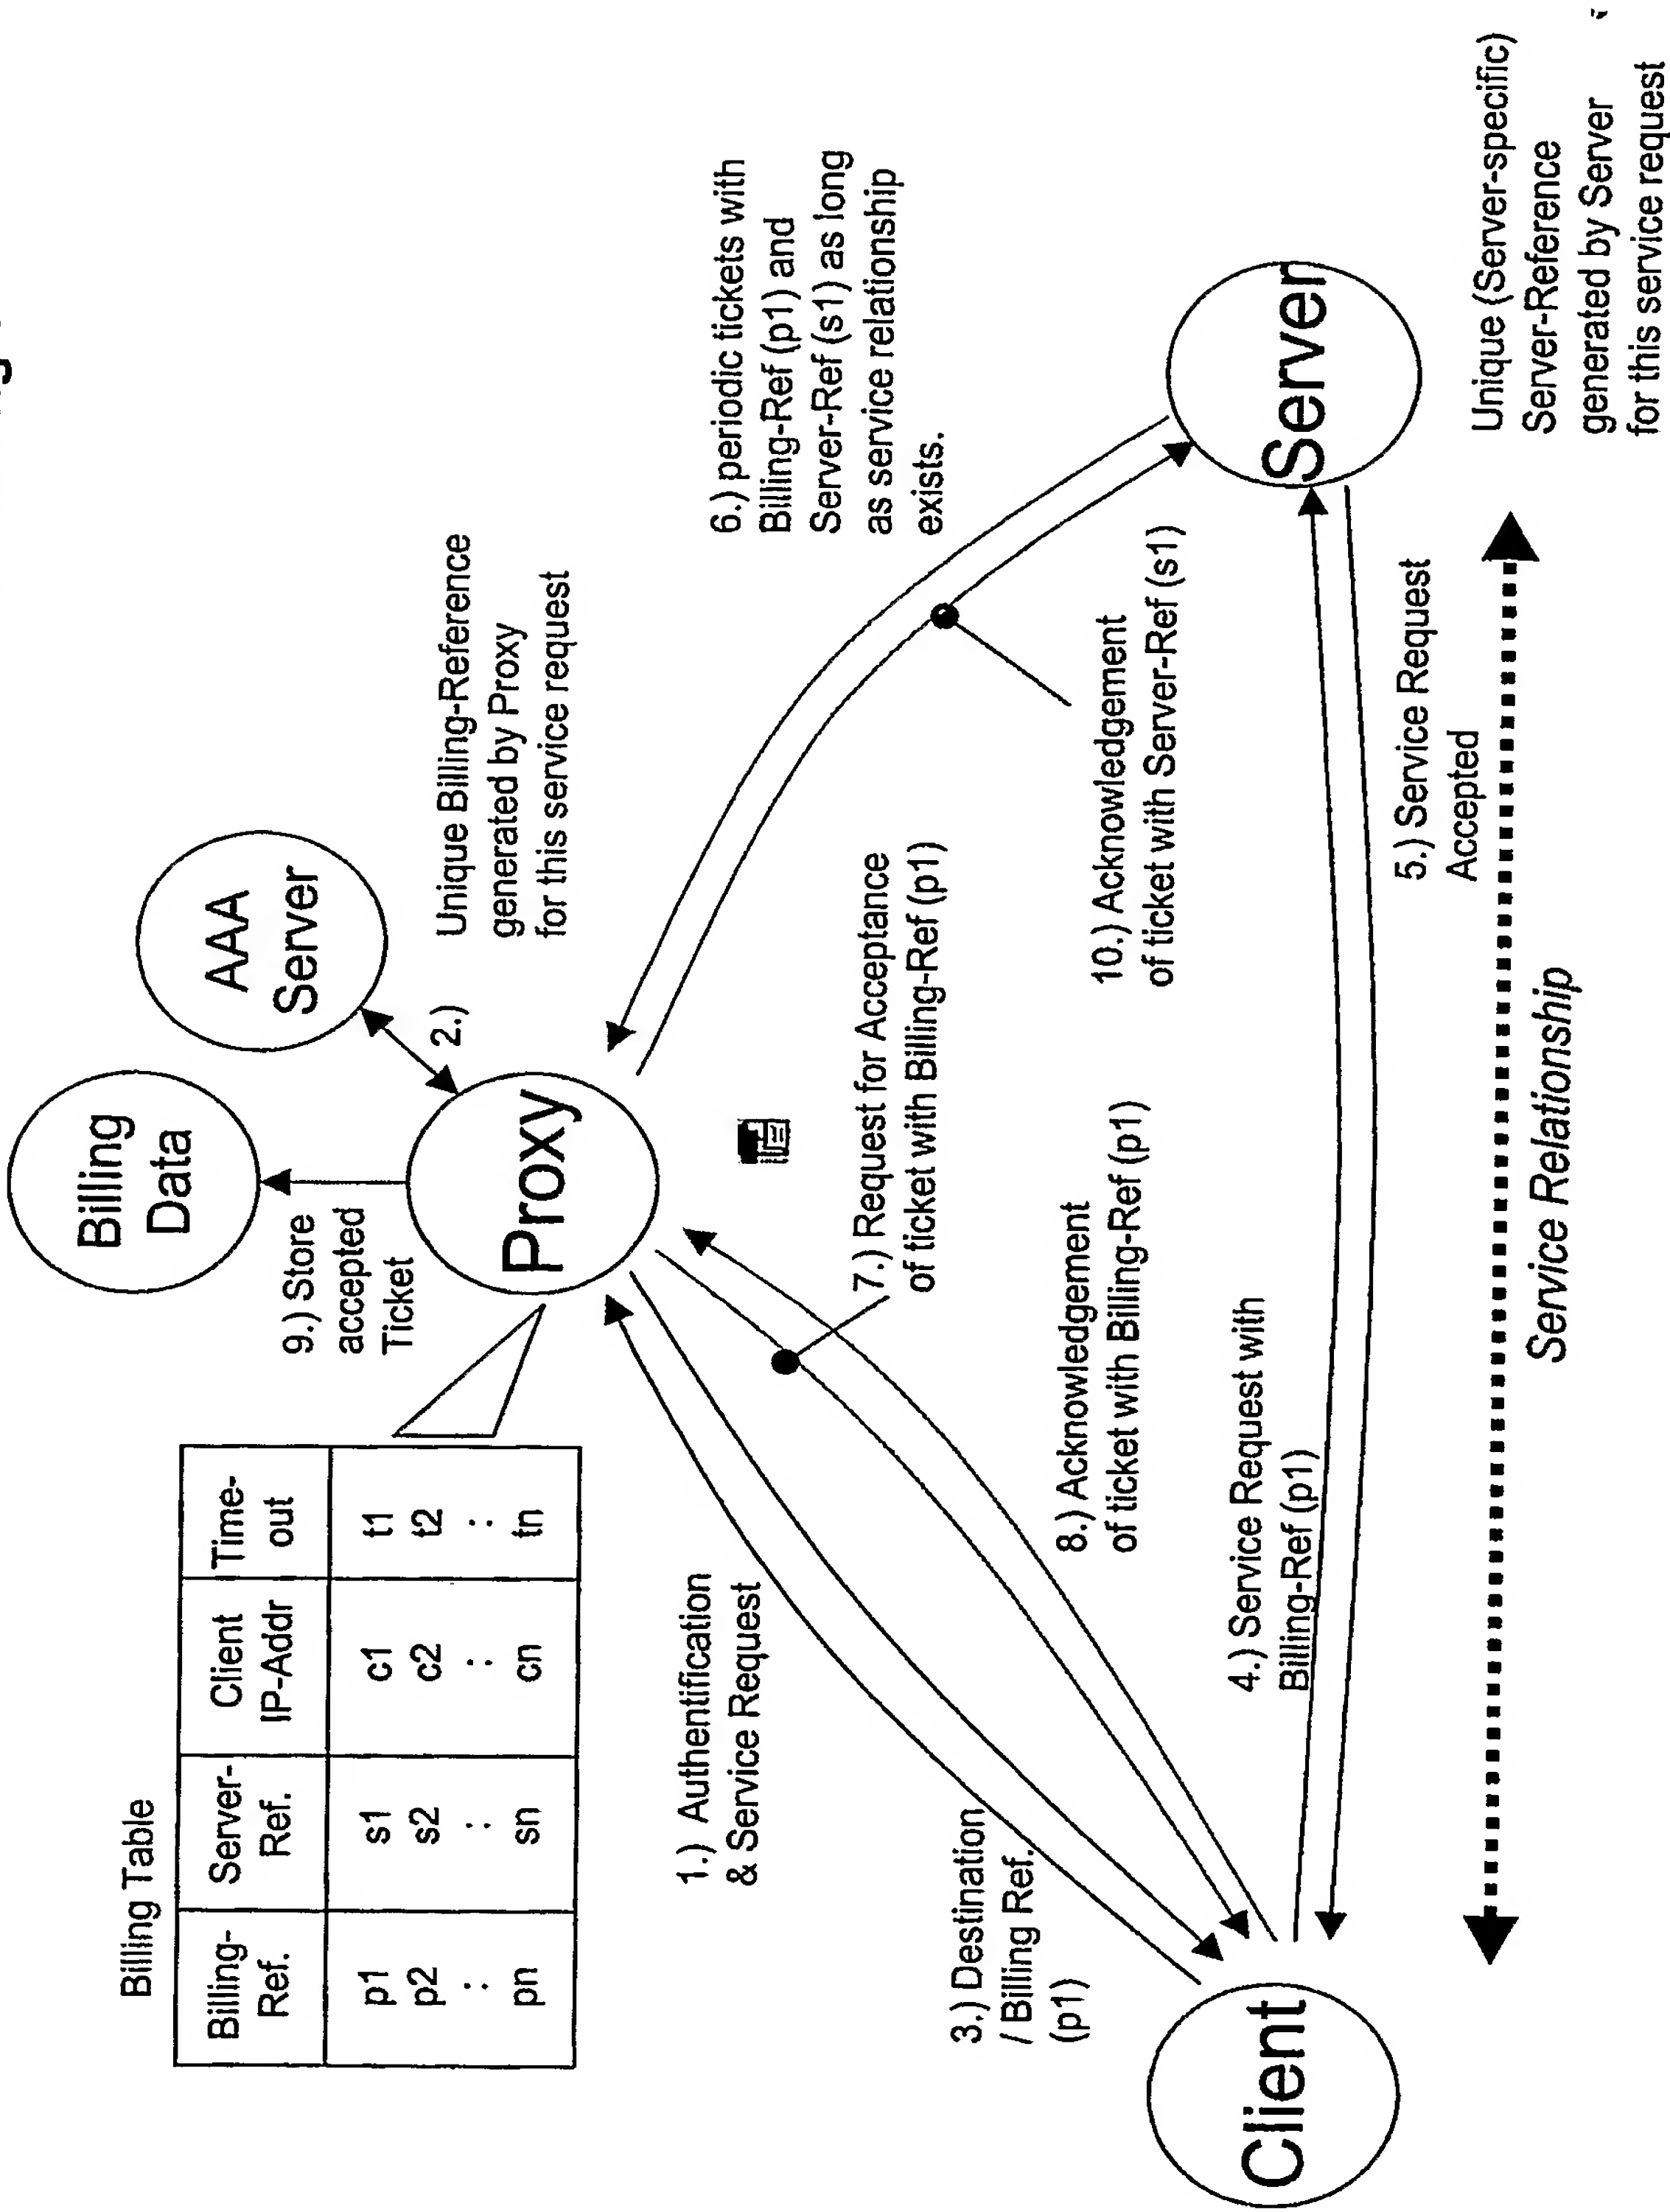 Billing Table
Billing- Server- Client Time-
Ref. Ref. IP-Addr out
p1 s1 c1 t1
p2 s2 c2 t2
: : : :
pn sn cn tn
Billing
Data
AAA
Server
9.) Store
accepted
Ticket
2.)
Unique Billing-Reference
generated by Proxy
for this service request
Proxy
1.) Authentification
& Service Request
6.) periodic tickets with
Billing-Ref (p1) and
Server-Ref (s1) as long
as service relationship
exists.
7.) Request for Acceptance
of ticket with Billing-Ref (p1)
3.) Destination
/ Billing Ref.
(p1)
8.) Acknowledgement
of ticket with Billing-Ref (p1)
10.) Acknowledgement
of ticket with Server-Ref (s1)
4.) Service Request with
Billing-Ref (p1)
Client
Server
5.) Service Request
Accepted
Service Relationship
Unique (Server-specific)
Server-Reference
generated by Server
for this service request